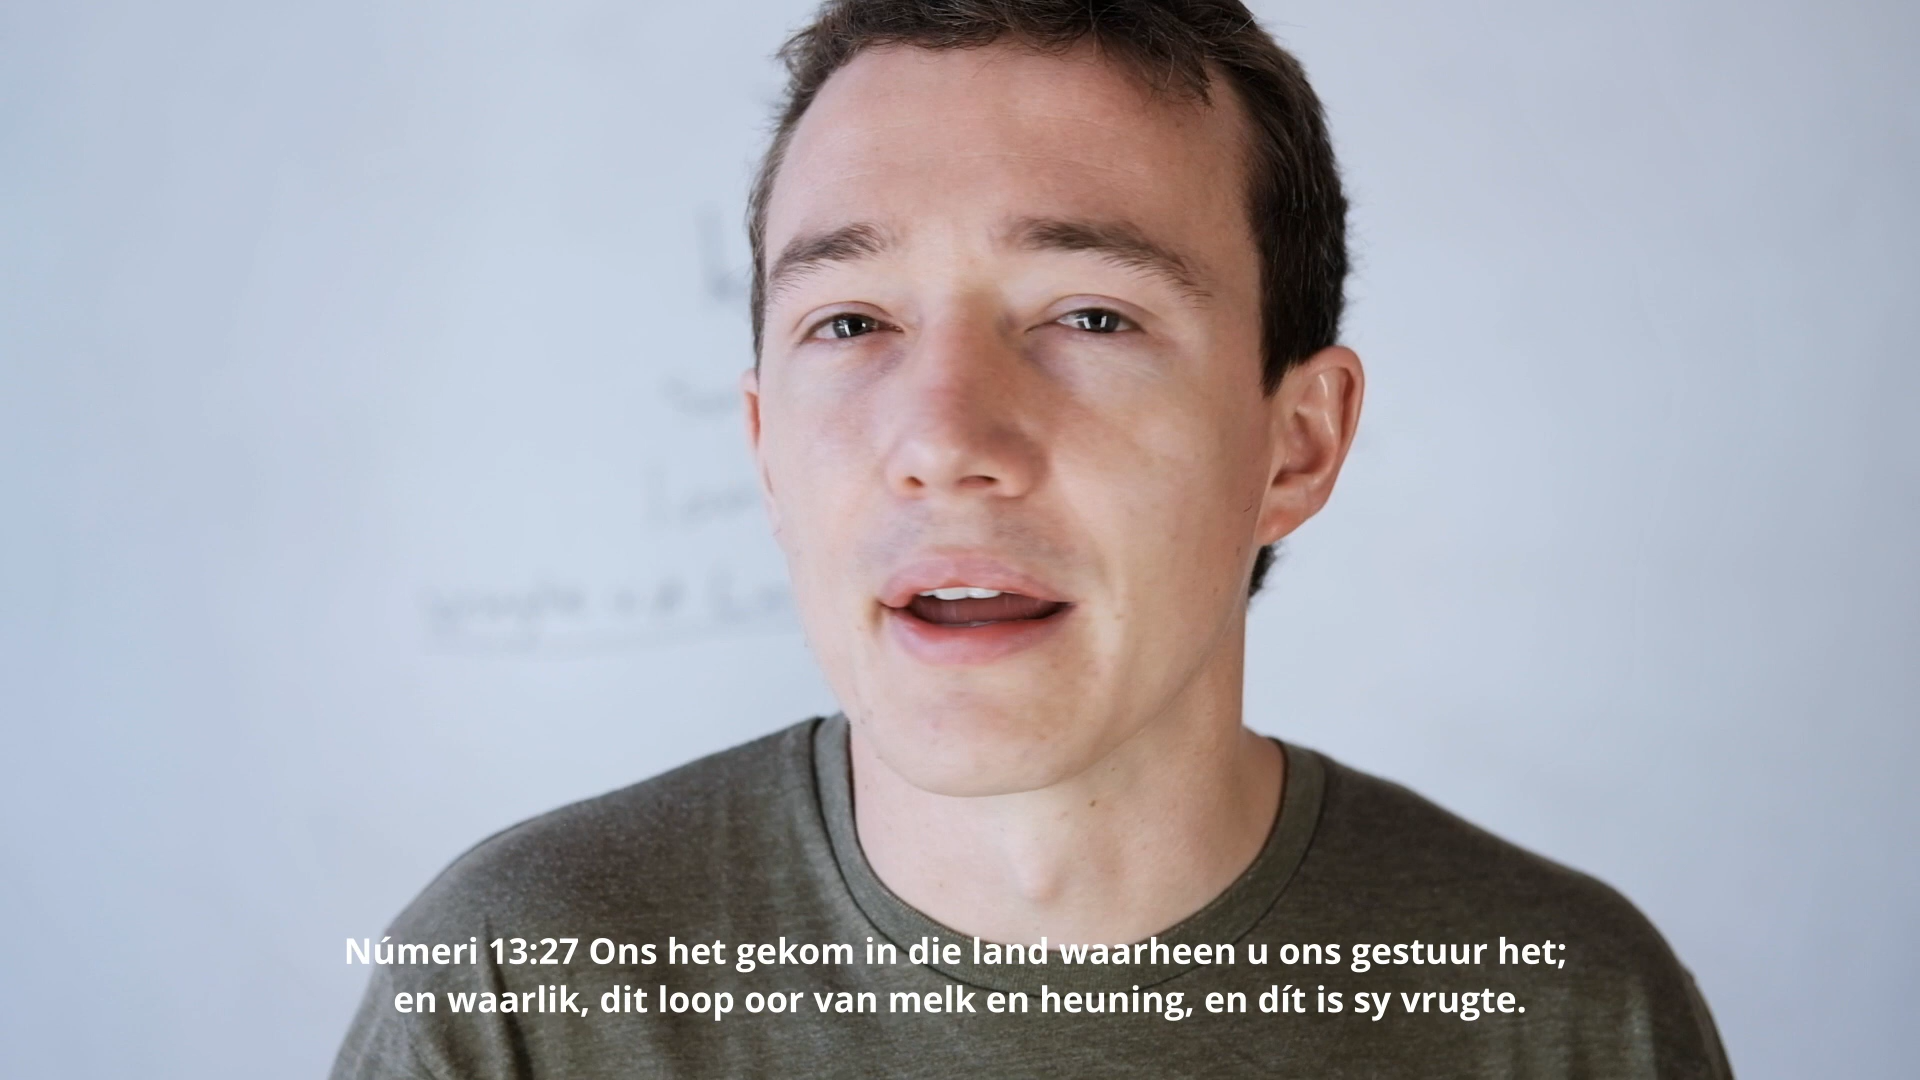 Númeri 13:27 Ons het gekom in die land waarheen u ons gestuur het;
en waarlik, dit loop oor van melk en heuning, en dít is sy vrugte.